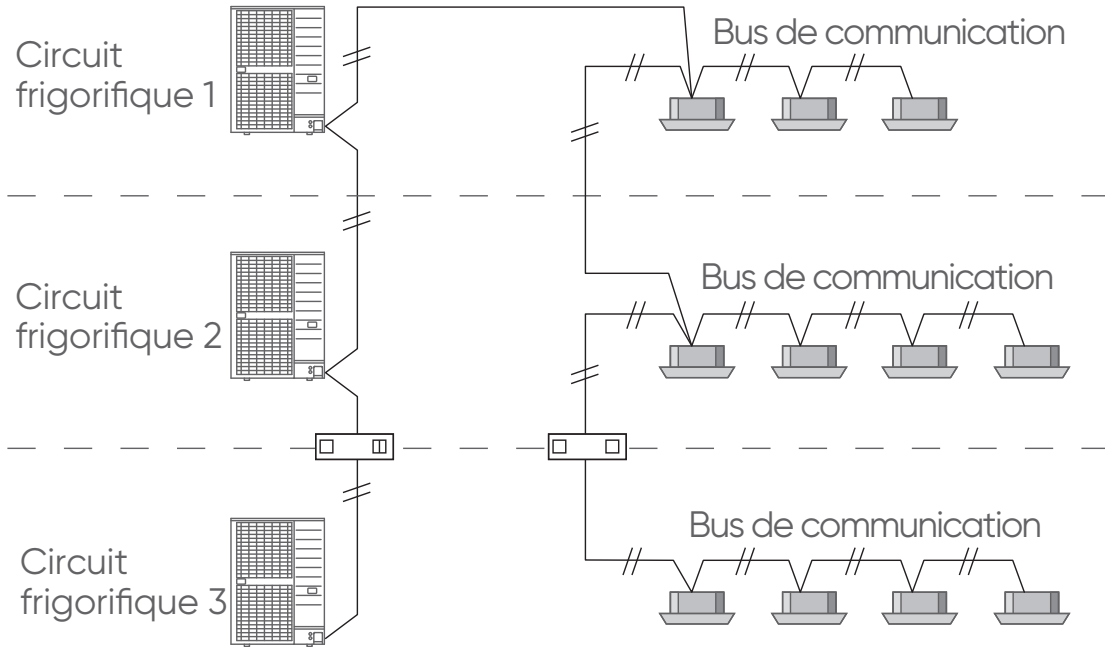 Circuit
frigorifique 1
Bus de communication
Circuit
frigorifique 2
Bus de communication
Circuit
frigorifique 3
Bus de communication